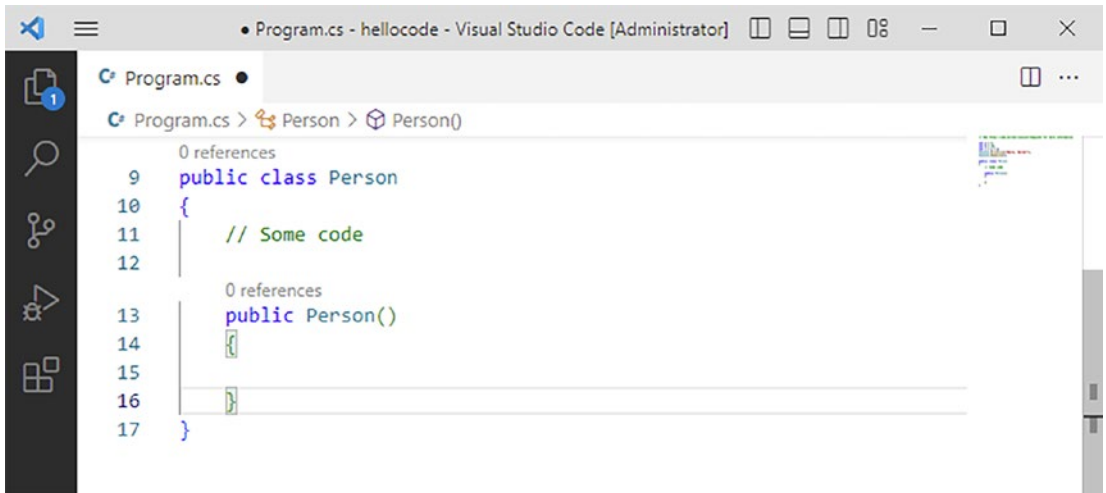 ● Program.cs - hellocode - Visual Studio Code [Administrator]
1
C# Program.cs ●
C# Program.cs > Person > Person()
0 references
9 public class Person
10 {
11 // Some code
12
0 references
13 public Person()
14 {
15
16 }
17 }